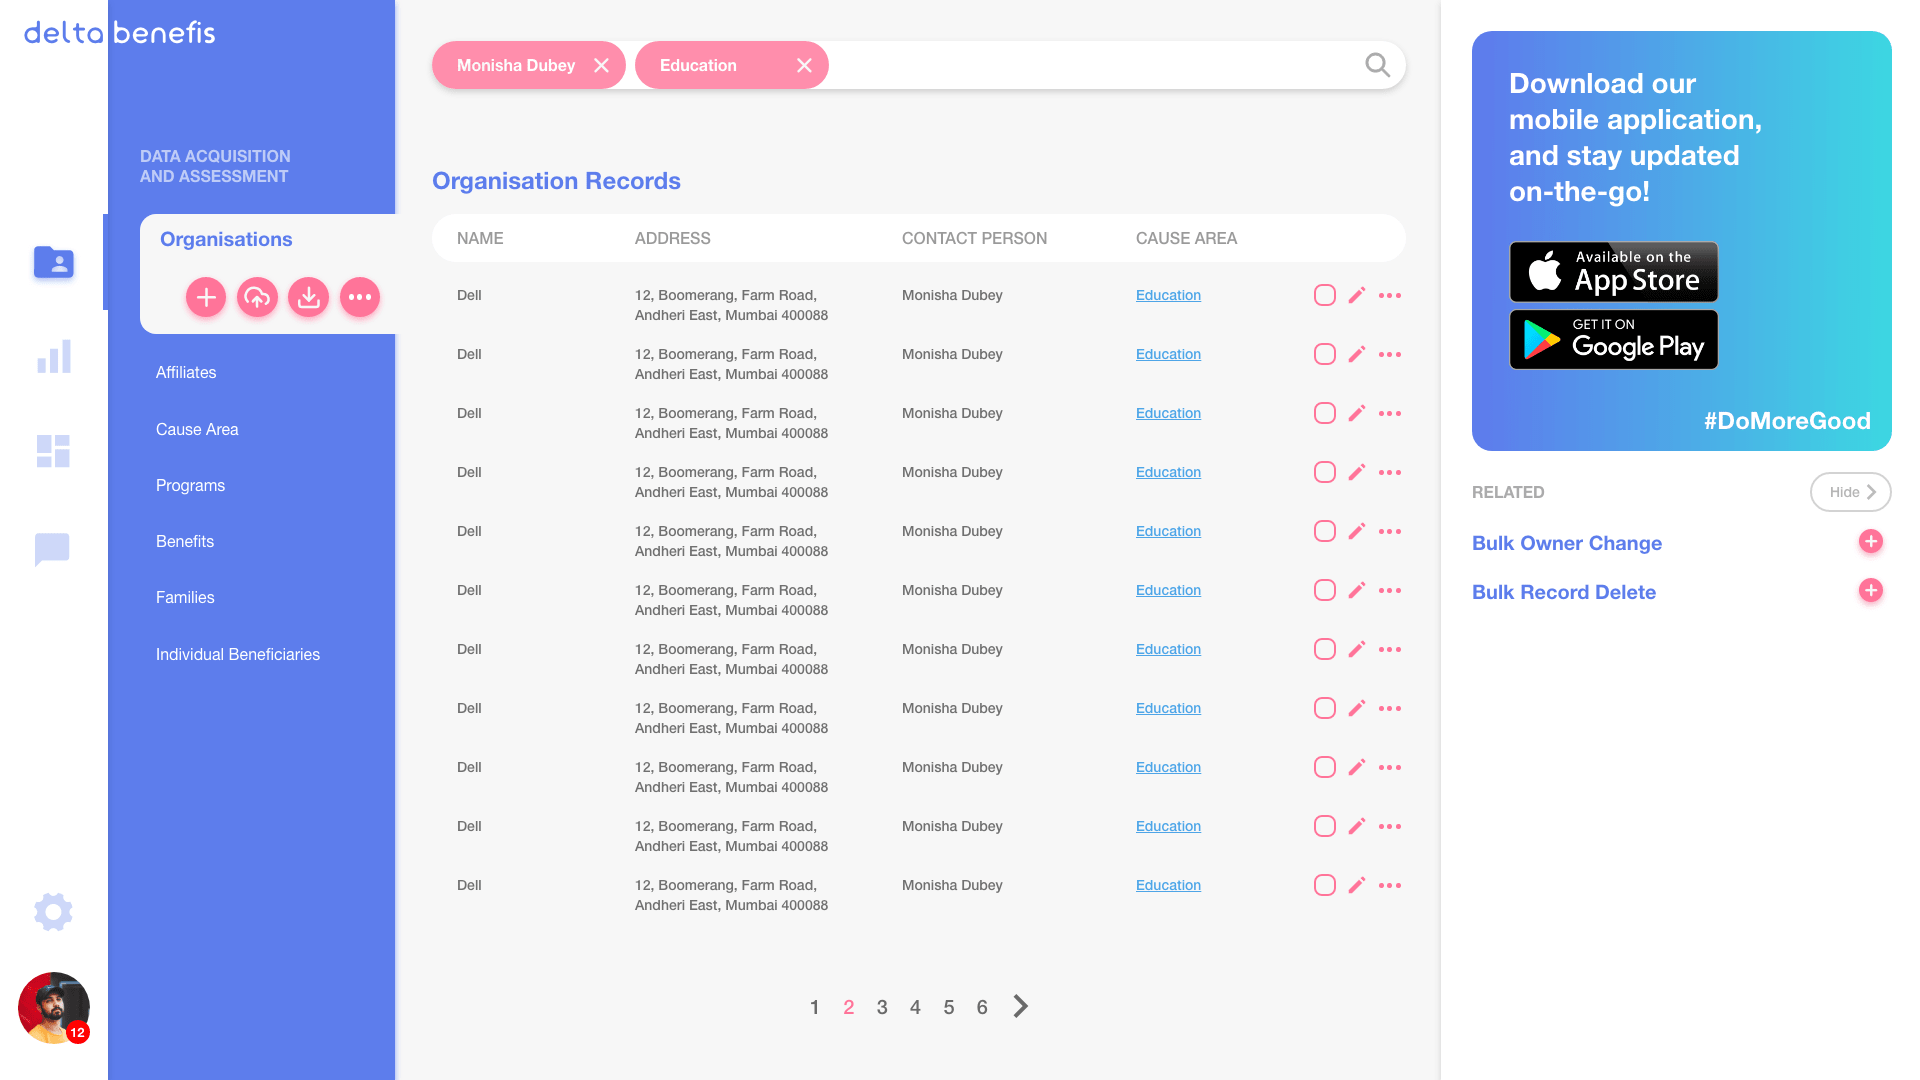 delta benefis
DATA ACQUISITION
AND ASSESSMENT
Organisations
Affiliates
Cause Area
Programs
Benefits
Families
Individual Beneficiaries
12
Monisha Dubey
Education
Organisation Records
NAME ADDRESS CONTACT PERSON CAUSE AREA
Dell 12, Boomerang, Farm Road, Monisha Dubey Education
Andheri East, Mumbai 400088
Dell 12, Boomerang, Farm Road, Monisha Dubey Education
Andheri East, Mumbai 400088
Dell 12, Boomerang, Farm Road, Monisha Dubey Education
Andheri East, Mumbai 400088
Dell 12, Boomerang, Farm Road, Monisha Dubey Education
Andheri East, Mumbai 400088
Dell 12, Boomerang, Farm Road, Monisha Dubey Education
Andheri East, Mumbai 400088
Dell 12, Boomerang, Farm Road, Monisha Dubey Education
Andheri East, Mumbai 400088
Dell 12, Boomerang, Farm Road, Monisha Dubey Education
Andheri East, Mumbai 400088
Dell 12, Boomerang, Farm Road, Monisha Dubey Education
Andheri East, Mumbai 400088
Dell 12, Boomerang, Farm Road, Monisha Dubey Education
Andheri East, Mumbai 400088
Dell 12, Boomerang, Farm Road, Monisha Dubey Education
Andheri East, Mumbai 400088
Dell 12, Boomerang, Farm Road, Monisha Dubey Education
Andheri East, Mumbai 400088
1 2 3 4 5 6
Download our
mobile application,
and stay updated
on-the-go!
Available on the
App Store
GET IT ON
Google Play
#DoMoreGood
RELATED
Hide
Bulk Owner Change
Bulk Record Delete